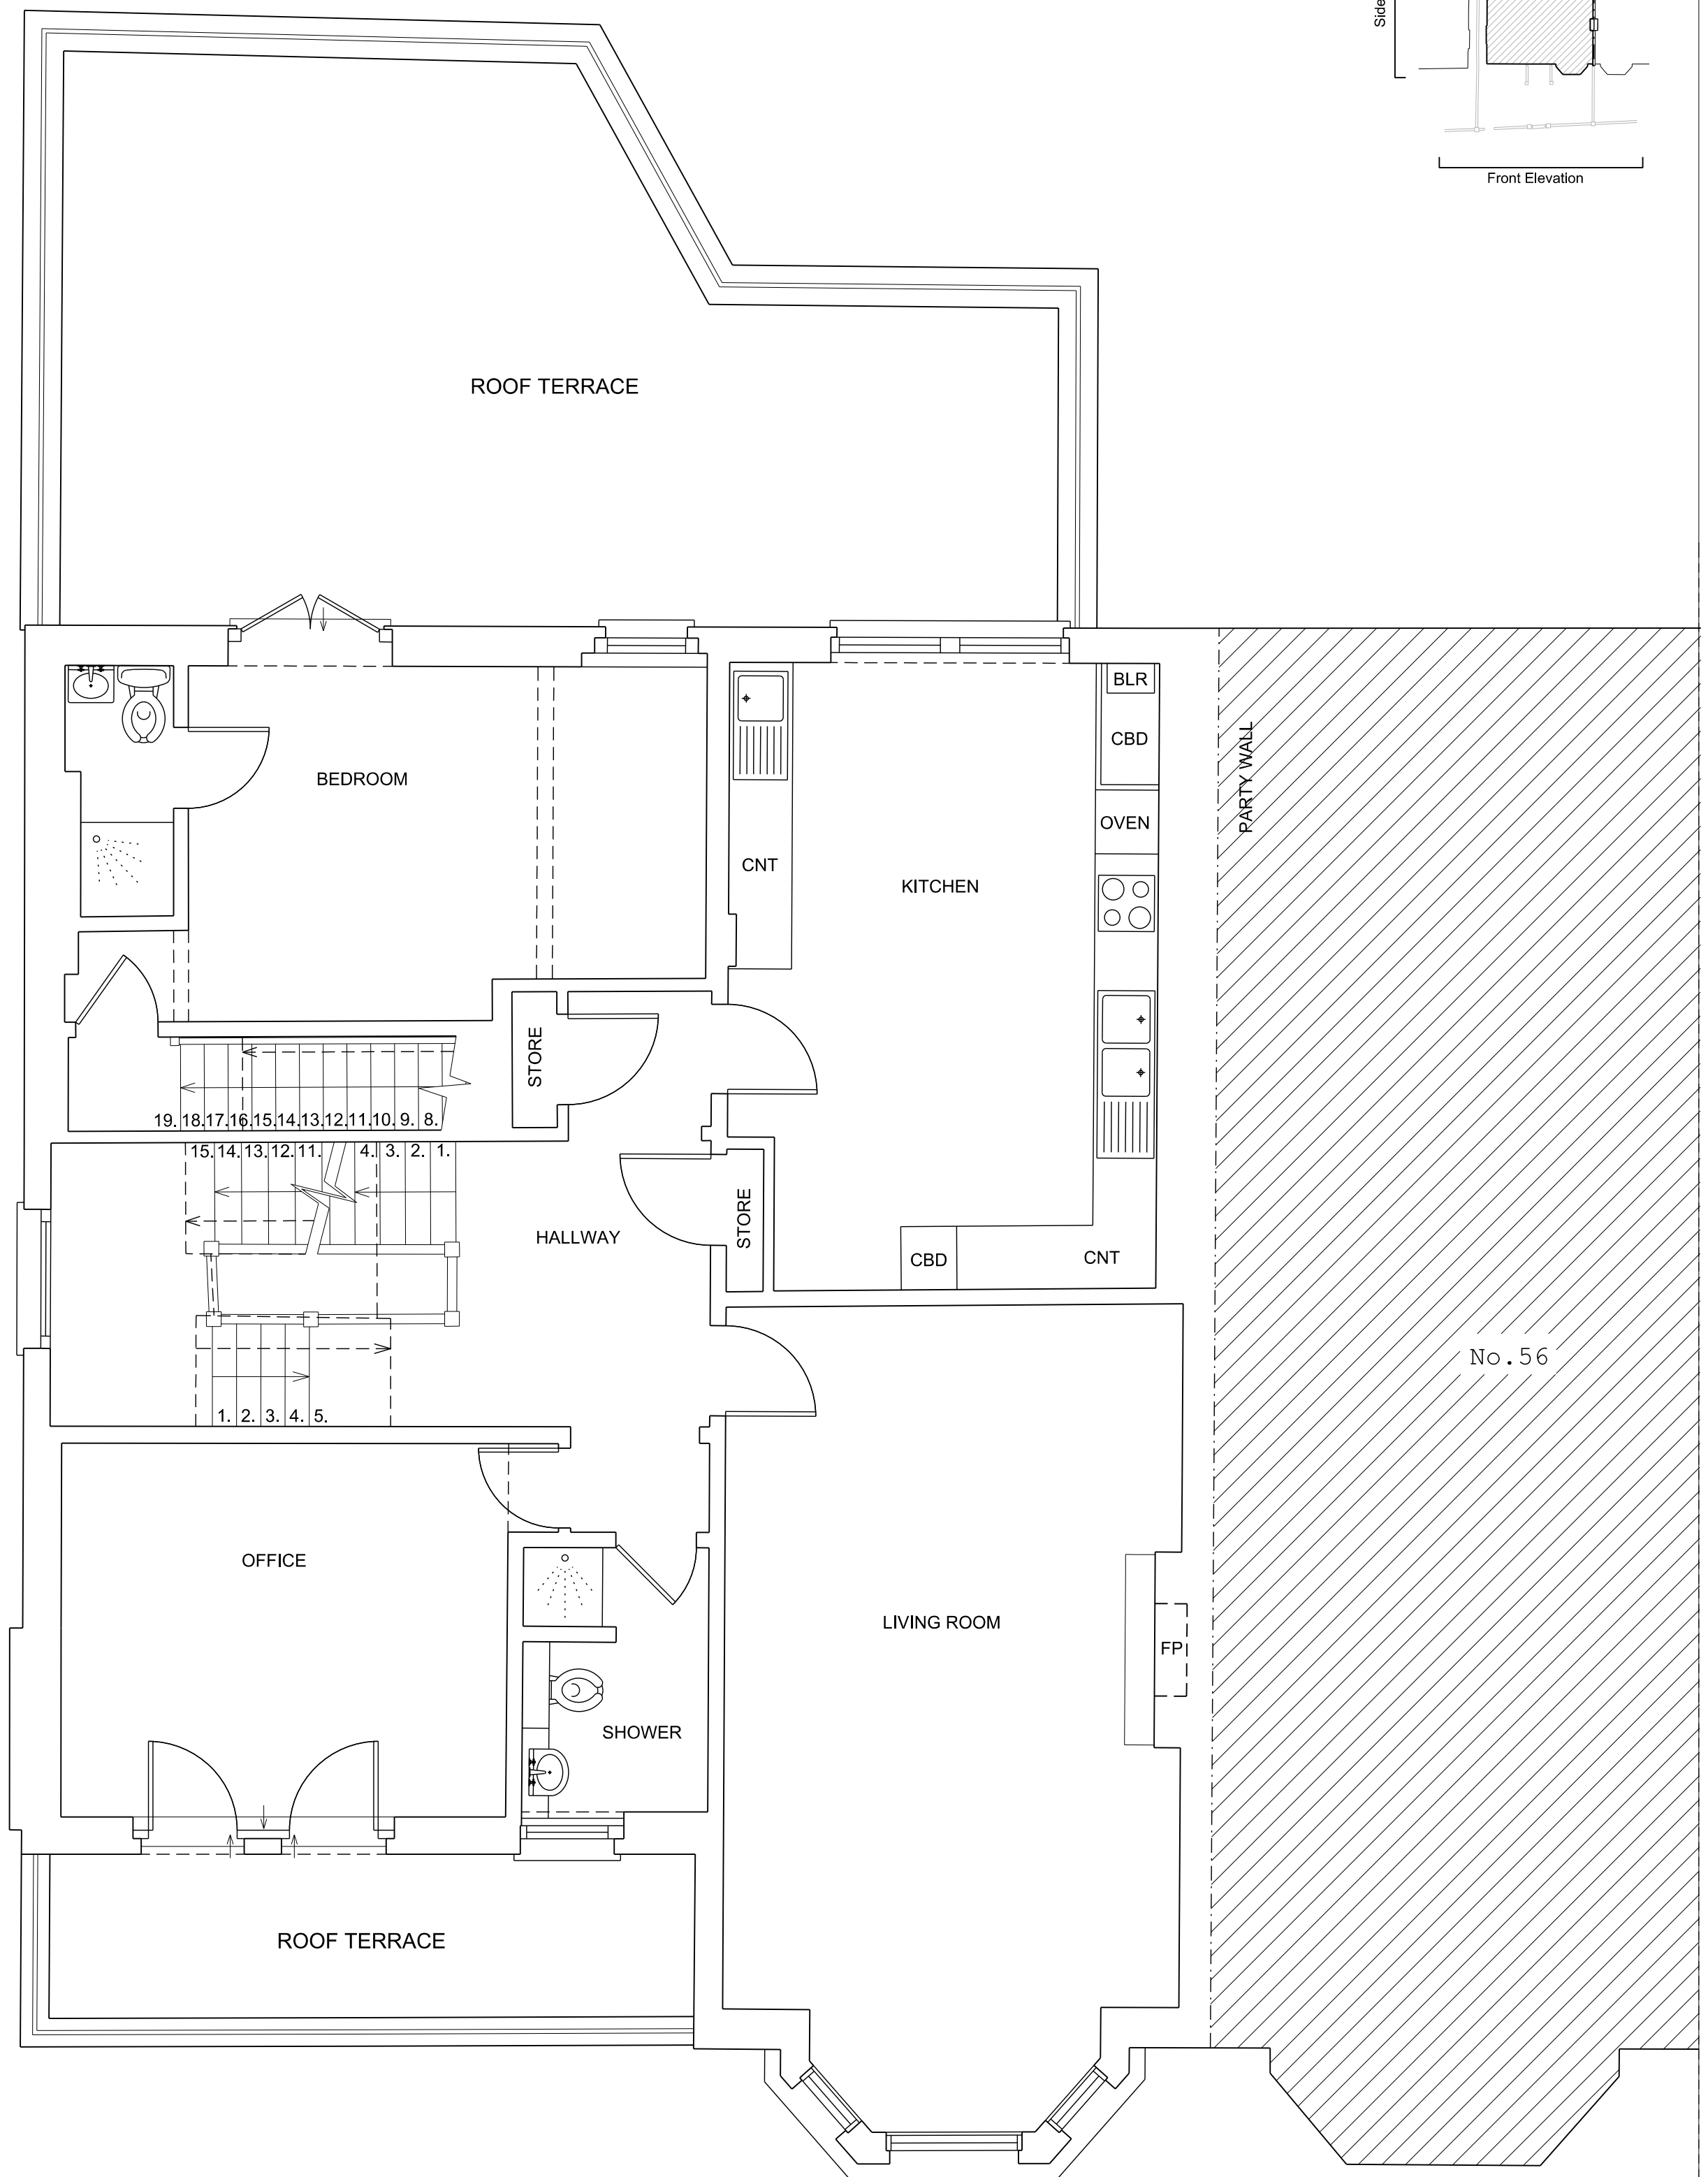 Side
Front Elevation
ROOF TERRACE
BLR
CBD
PARTY WALL
BEDROOM
OVEN
CNT
KITCHEN
STORE
19. 18. 17. 16. 15. 14. 13. 12. 11. 10. 9. 8.
15. 14. 13. 12. 11. 4. 3. 2. 1.
STORE
HALLWAY
CBD
CNT
No.56
1. 2. 3. 4. 5.
OFFICE
LIVING ROOM
FP
SHOWER
ROOF TERRACE